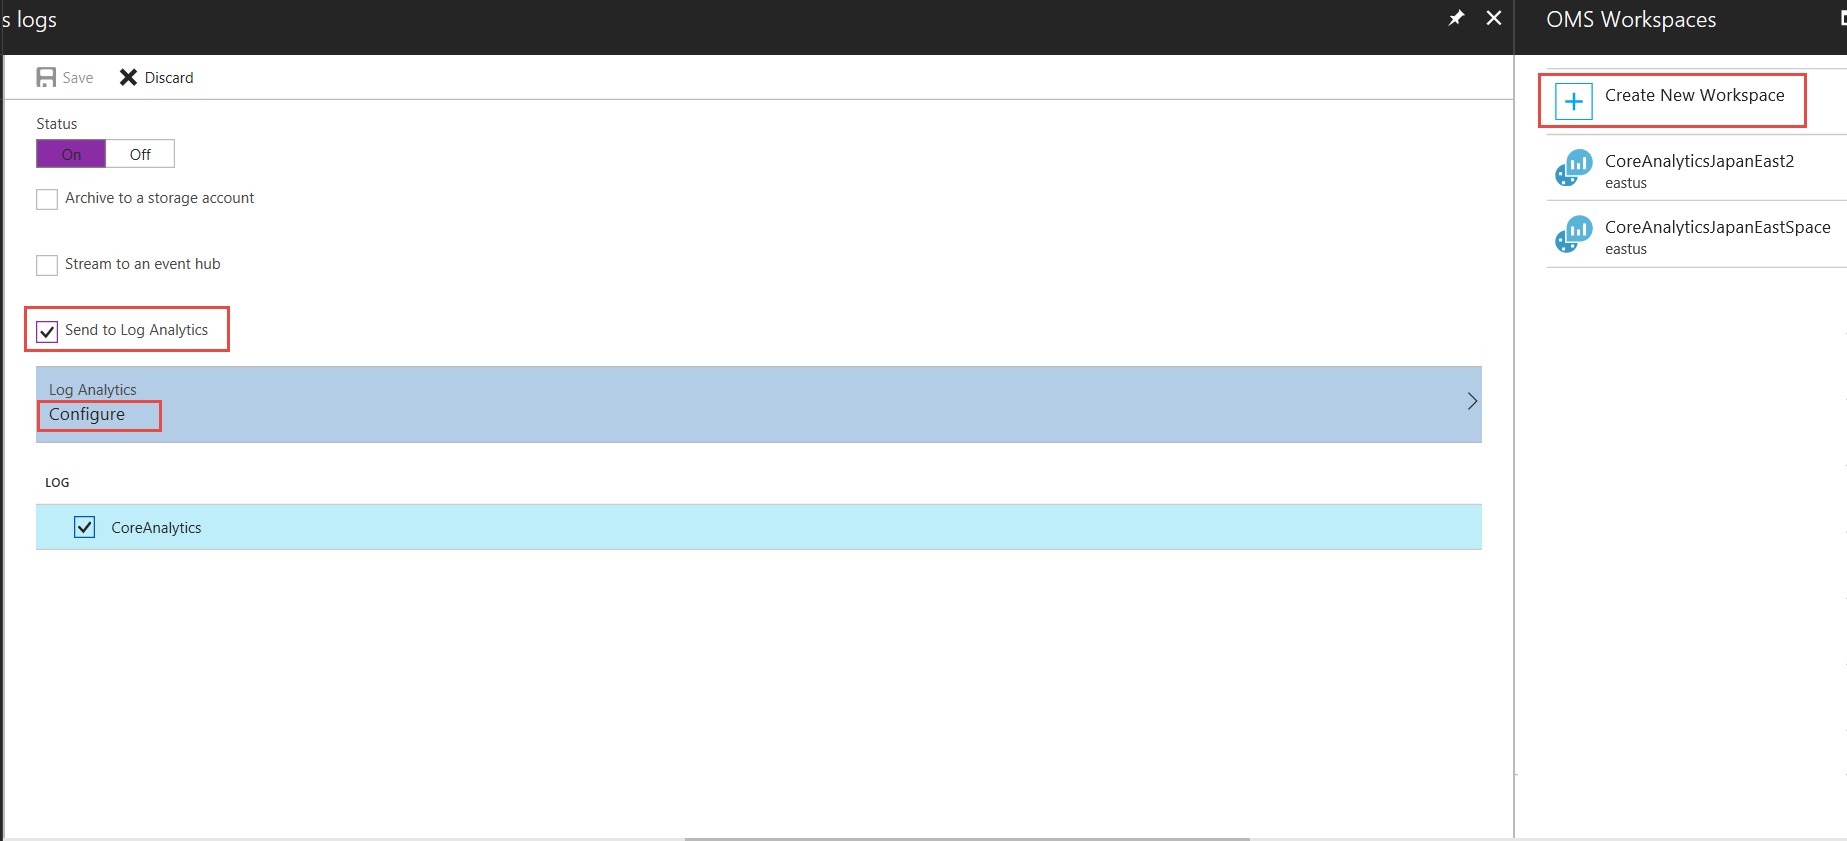 s logs
Save
Discard
Status
On
Off
Archive to a storage account
Stream to an event hub
Send to Log Analytics
Log Analytics
Configure
LOG
CoreAnalytics
OMS Workspaces
Create New Workspace
CoreAnalyticsJapanEast2
eastus
CoreAnalyticsJapanEastSpace
eastus